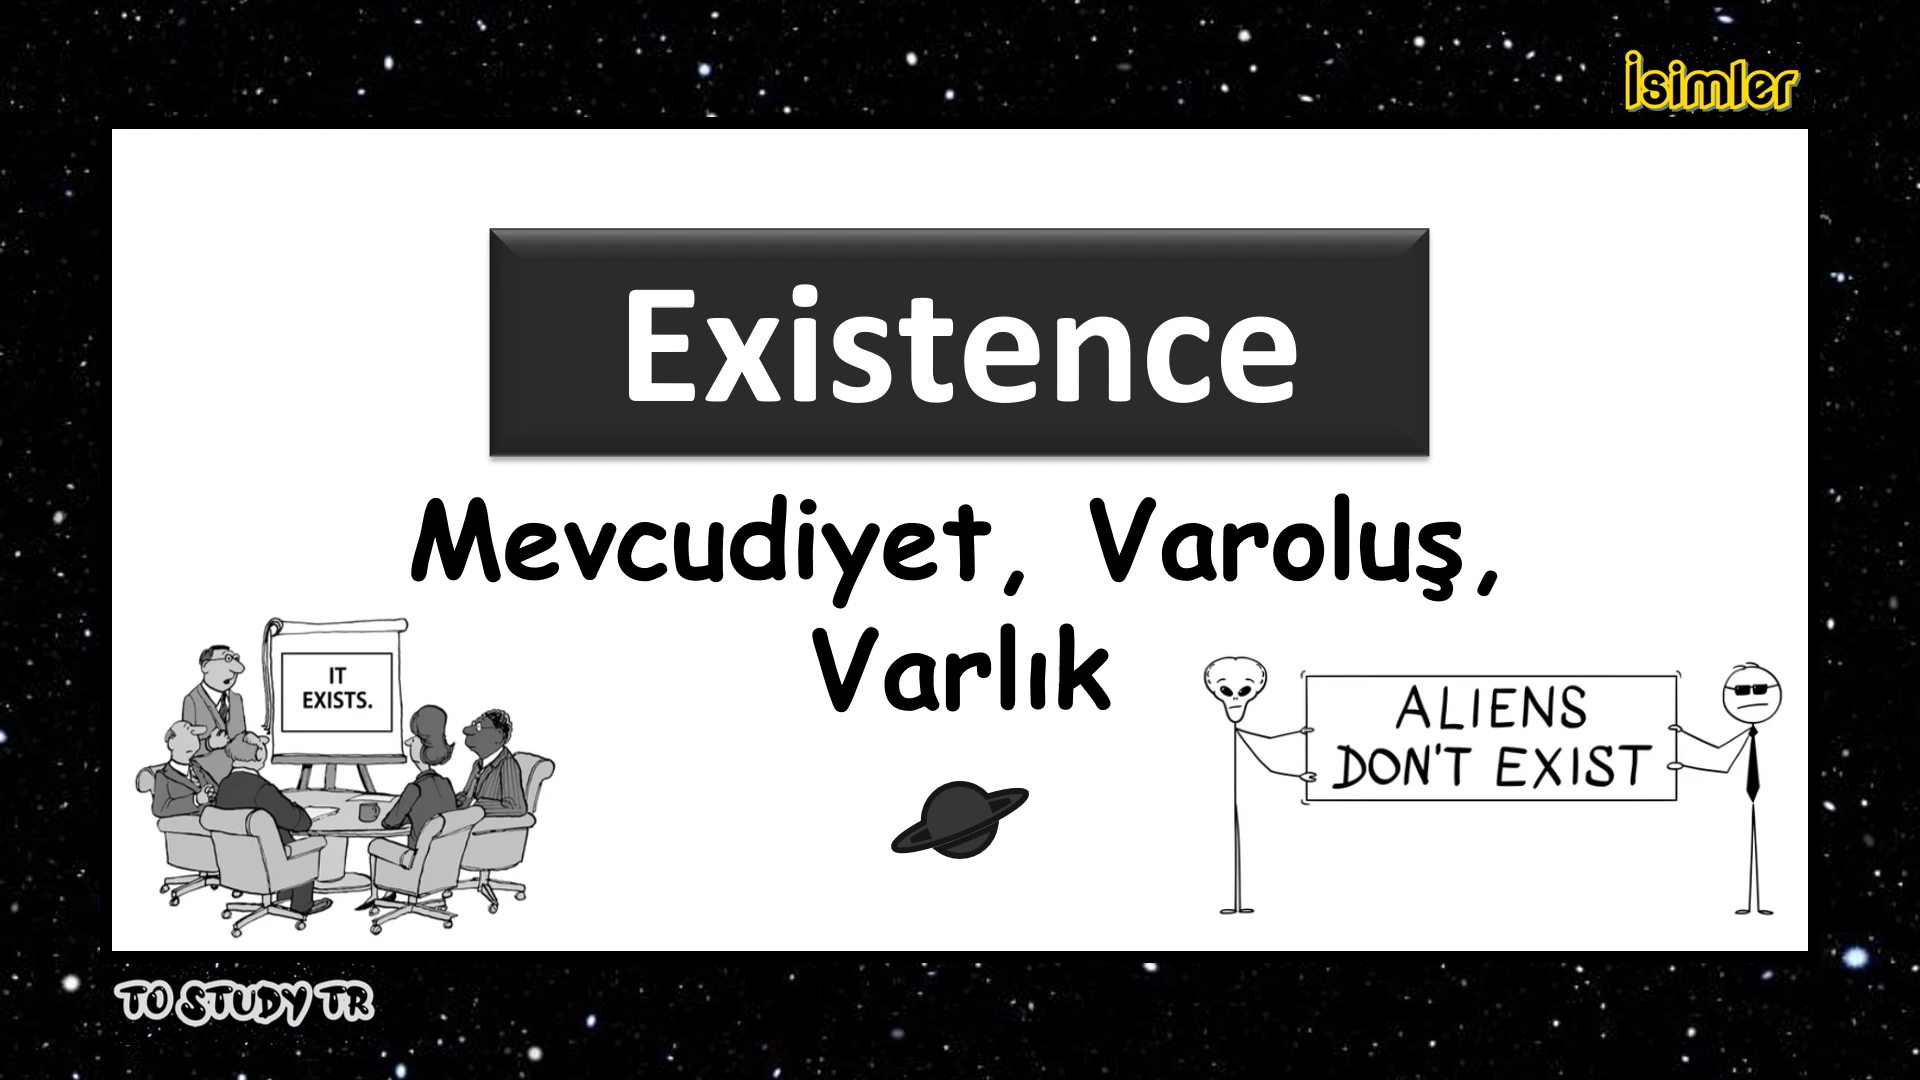 İsimler
Existence
Mevcudiyet, Varoluş,
Varlık
IT
EXISTS.
ALIENS
DON'T EXIST
TO STUDY TR